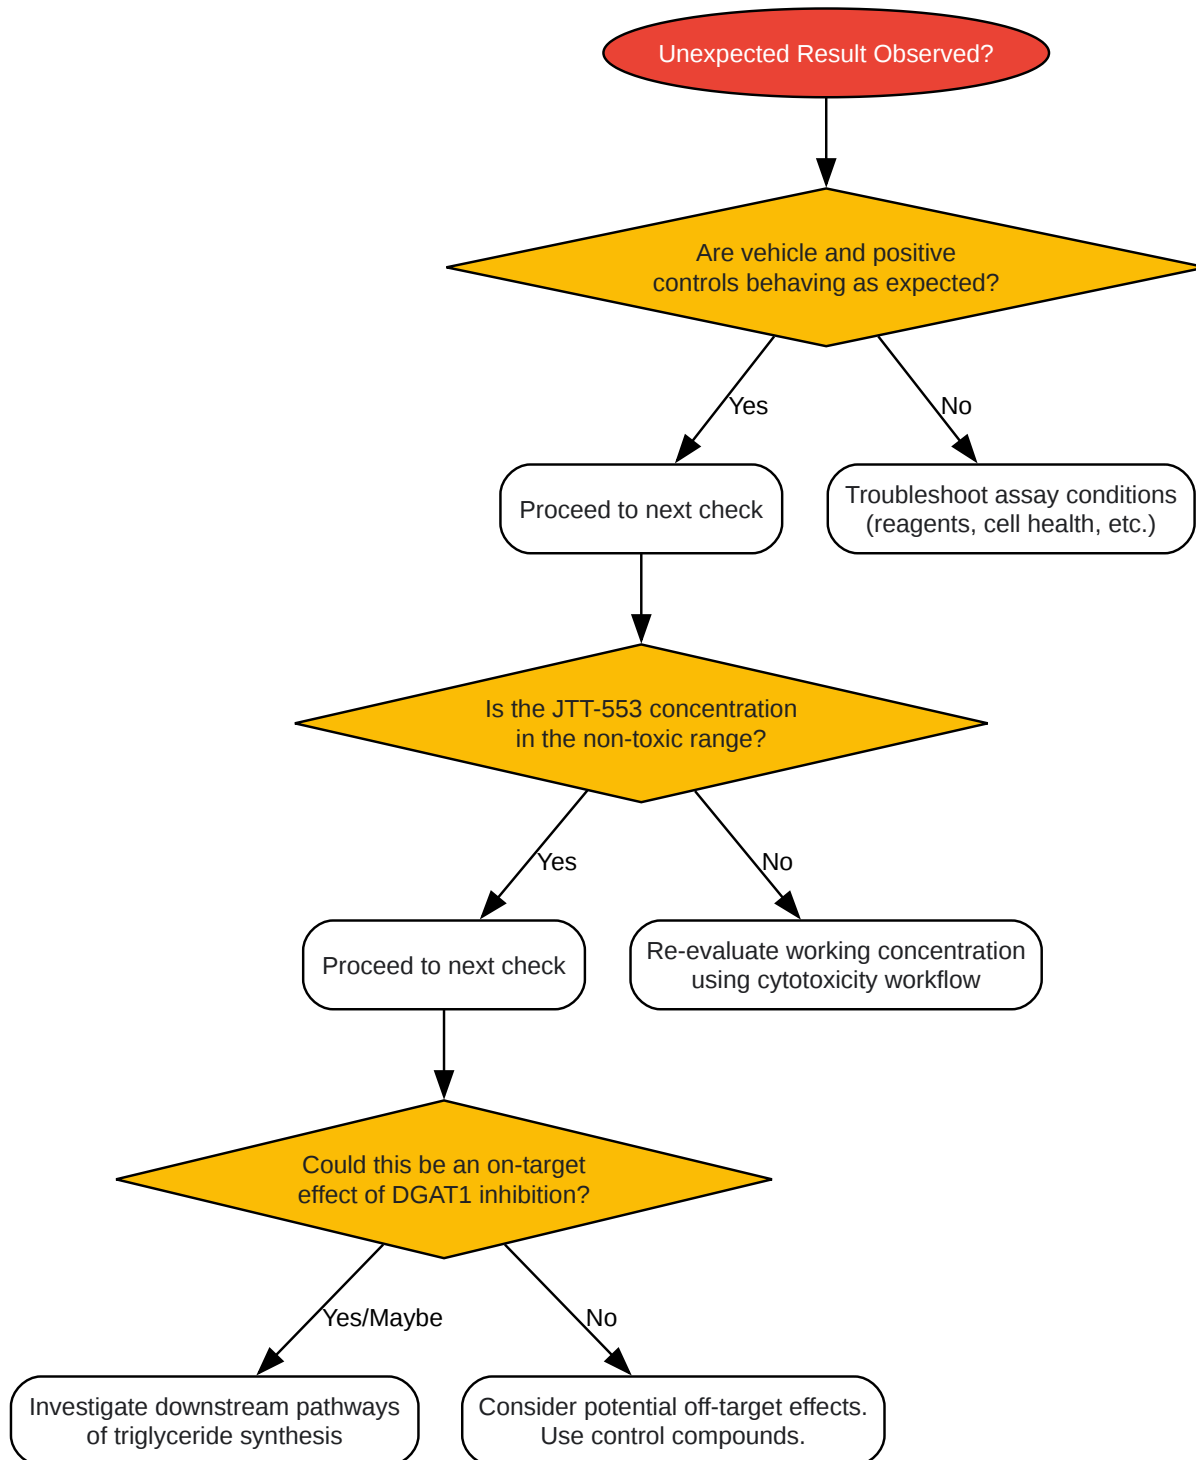 Unexpected Result Observed?
Are vehicle and positive
controls behaving as expected?
Yes
No
Proceed to next check
Troubleshoot assay conditions
(reagents, cell health, etc.)
Is the JTT-553 concentration
in the non-toxic range?
Yes
No
Proceed to next check
Re-evaluate working concentration
using cytotoxicity workflow
Could this be an on-target
effect of DGAT1 inhibition?
Yes/Maybe
No
Investigate downstream pathways
of triglyceride synthesis
Consider potential off-target effects.
Use control compounds.